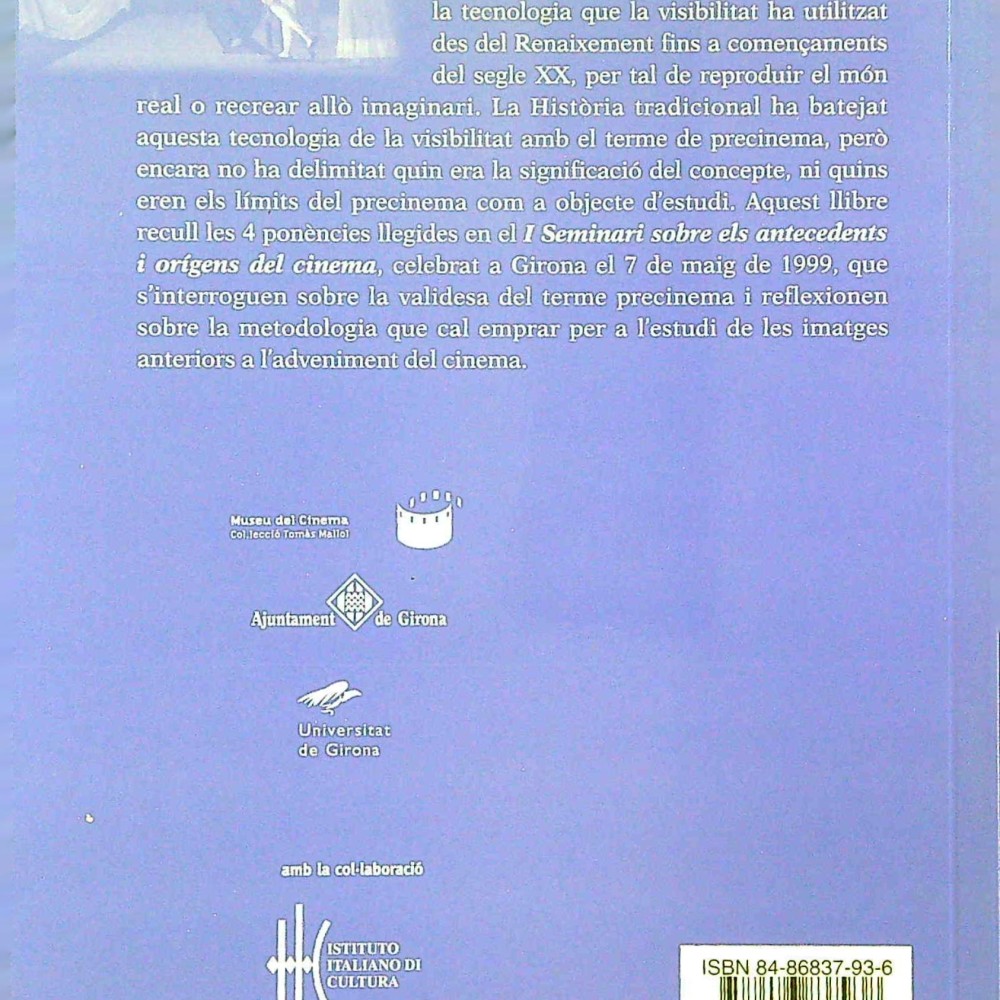 la tecnologia que la visibilitat ha utilitzat
des del Renaixement fins a començaments
del segle XX, per tal de reproduir el món
real o recrear allò imaginari. La Història tradicional ha batejat
aquesta tecnologia de la visibilitat amb el terme de precinema, però
encara no ha delimitat quin era la significació del concepte, ni quins
eren els límits del precinema com a objecte d'estudi. Aquest llibre
recull les 4 ponències llegides en el I Seminari sobre els antecedents
i orígens del cinema, celebrat a Girona el 7 de maig de 1999, que
s'interroguen sobre la validesa del terme precinema i reflexionen
sobre la metodologia que cal emprar per a l'estudi de les imatges
anteriors a l'adveniment del cinema.
Museu del Cinema
Col.lecció Tomàs Mallol
Ajuntament de Girona
Universitat
de Girona
amb la col·laboració
ISTITUTO
ITALIANO DI
CULTURA
ISBN 84-86837-93-6